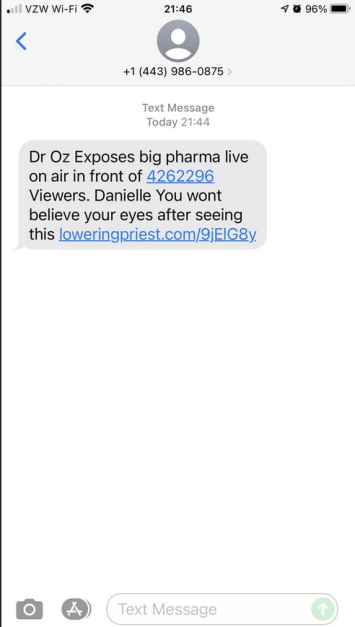 VZW Wi-Fi 21:46 96%
+1 (443) 986-0875 >
Text Message
Today 21:44
Dr Oz Exposes big pharma live
on air in front of 4262296
Viewers. Danielle You wont
believe your eyes after seeing
this loweringpriest.com/9jEIG8y
Text Message